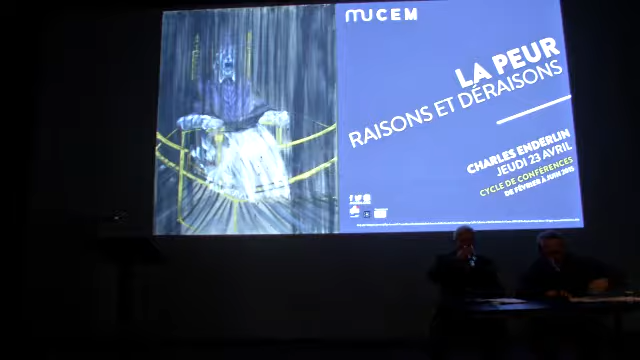 MUCEM
LA PEUR
RAISONS ET DÉRAISONS
CHARLES ENDERLIN
JEUDI 23 AVRIL
CYCLE DE CONFÉRENCES
DE FÉVRIER À JUIN 2015